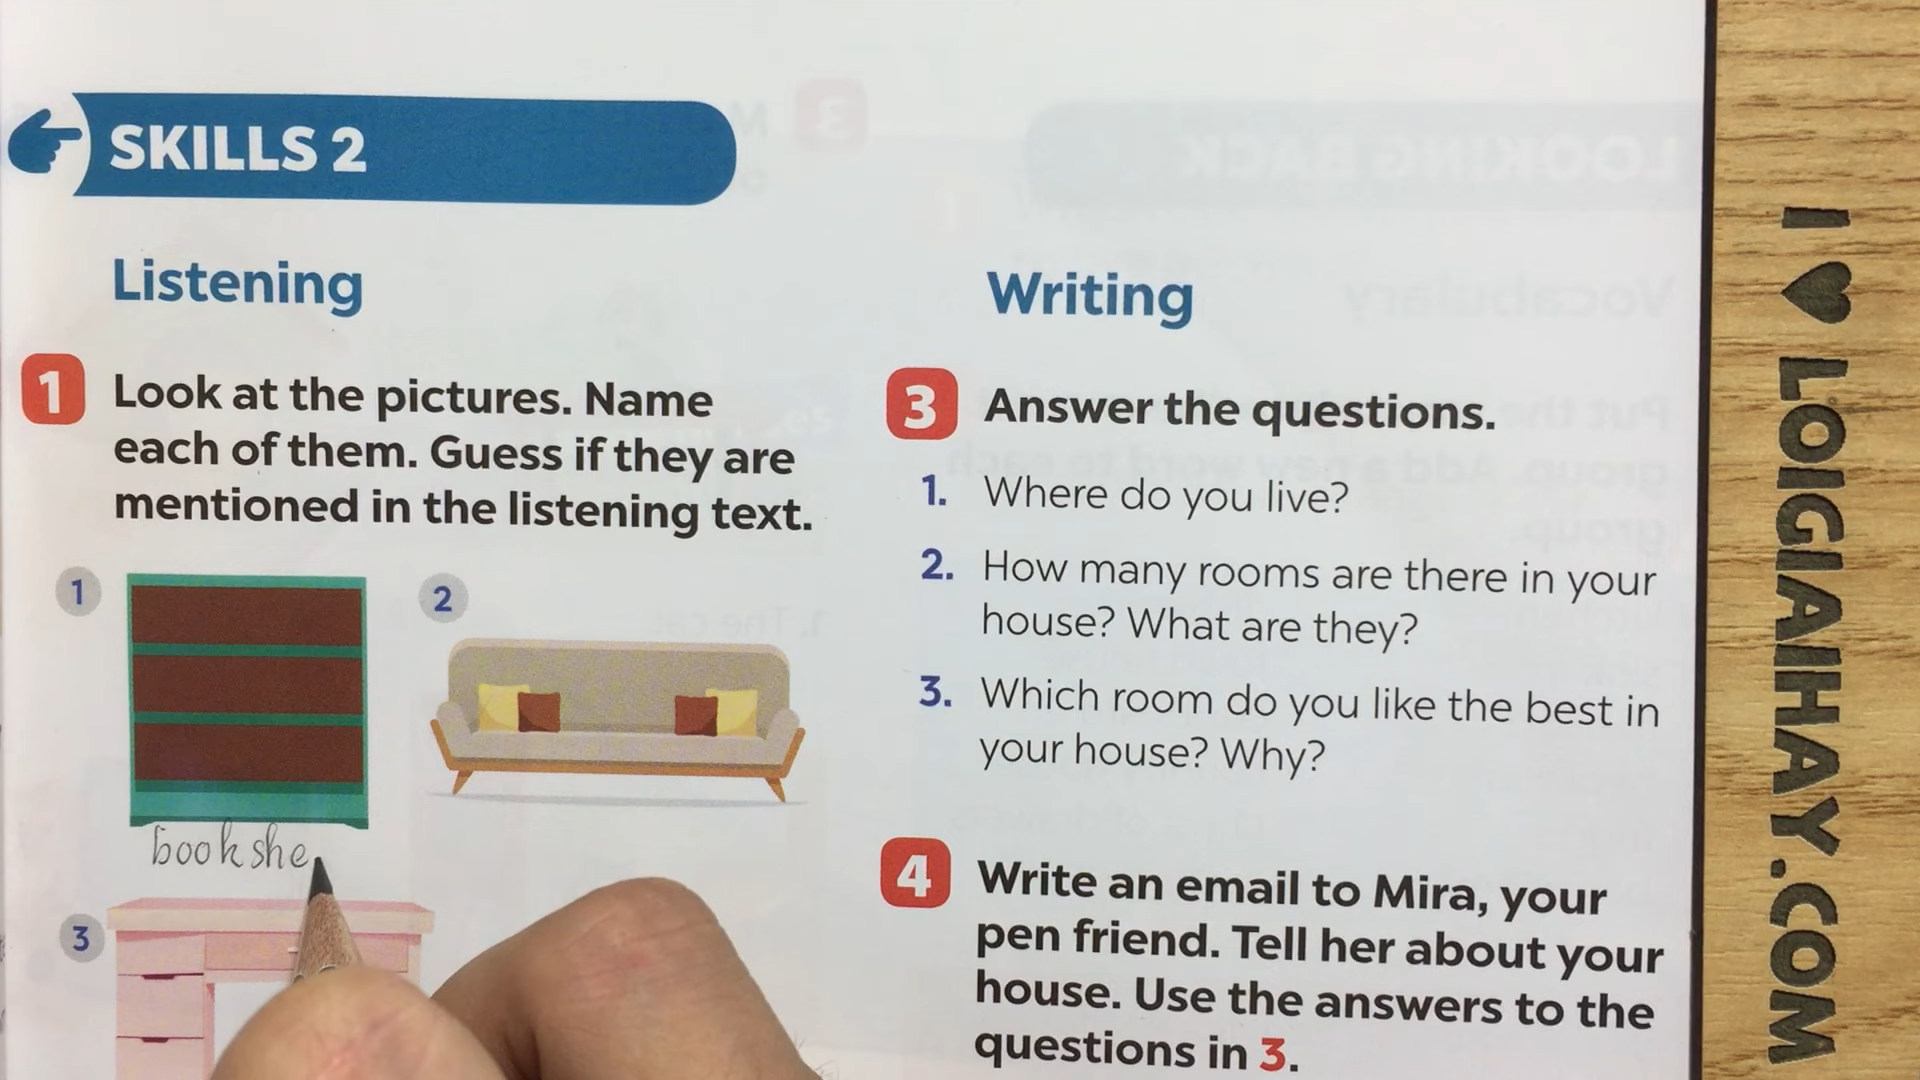 SKILLS 2
Listening
1 Look at the pictures. Name
each of them. Guess if they are
mentioned in the listening text.
1
2
bookshe
3
Writing
3 Answer the questions.
1. Where do you live?
2. How many rooms are there in your
house? What are they?
3. Which room do you like the best in
your house? Why?
4 Write an email to Mira, your
pen friend. Tell her about your
house. Use the answers to the
questions in 3.
I ♥ LOIGIAIHAY.COM